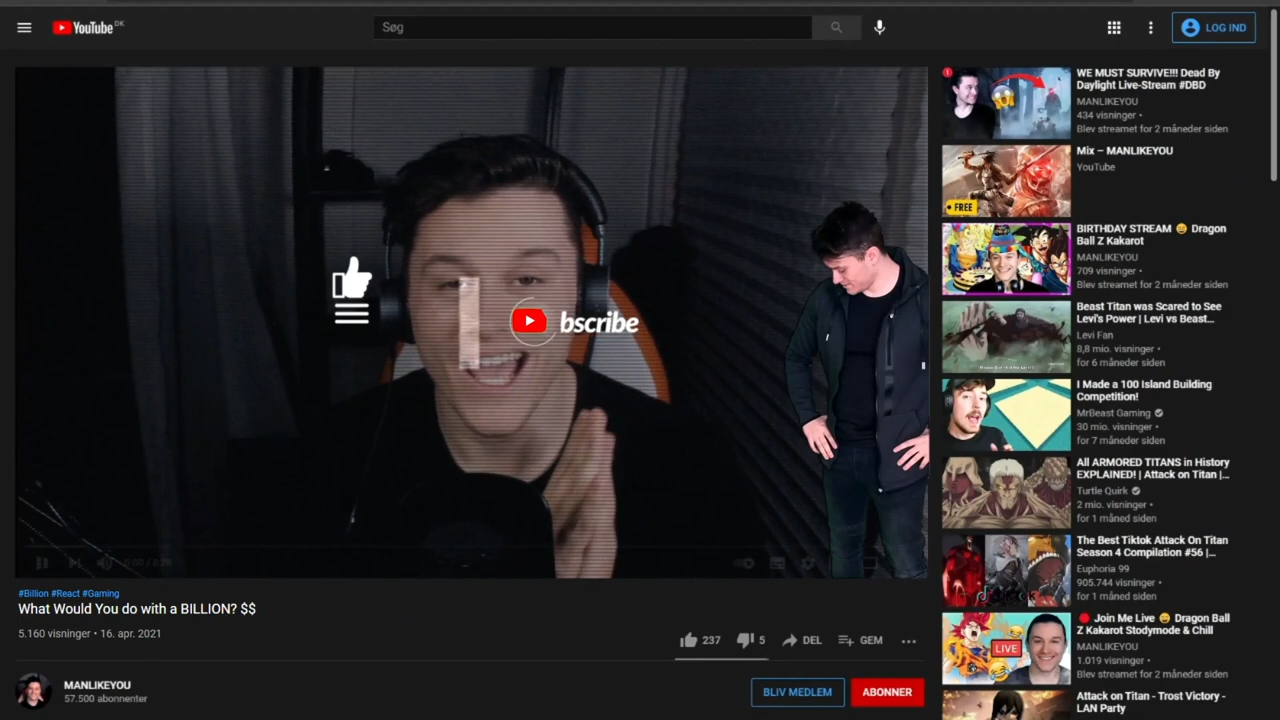 YouTube DK
Søg
LOG IND
bscribe
#Billion #React #Gaming
What Would You do with a BILLION? $$
5.160 visninger • 16. apr. 2021
237
5
DEL
GEM
MANLIKEYOU
57.500 abonnenter
BLIV MEDLEM
ABONNER
WE MUST SURVIVE!!! Dead By
Daylight Live-Stream #DBD
MANLIKEYOU
434 visninger •
Blev streamet for 2 måneder siden
FREE
Mix – MANLIKEYOU
YouTube
BIRTHDAY STREAM 😄 Dragon
Ball Z Kakarot
MANLIKEYOU
709 visninger •
Blev streamet for 2 måneder siden
Beast Titan was Scared to See
Levi's Power | Levi vs Beast...
Levi Fan
8,8 mio. visninger •
for 6 måneder siden
I Made a 100 Island Building
Competition!
MrBeast Gaming
30 mio. visninger •
for 7 måneder siden
All ARMORED TITANS in History
EXPLAINED! | Attack on Titan |...
Turtle Quirk
2 mio. visninger •
for 1 måned siden
The Best Tiktok Attack On Titan
Season 4 Compilation #56 |...
Euphoria 99
905.744 visninger •
for 1 måned siden
LIVE
🔴 Join Me Live 😄 Dragon Ball
Z Kakarot Stodymode & Chill
MANLIKEYOU
1.019 visninger •
Blev streamet for 2 måneder siden
Attack on Titan - Trost Victory -
LAN Party